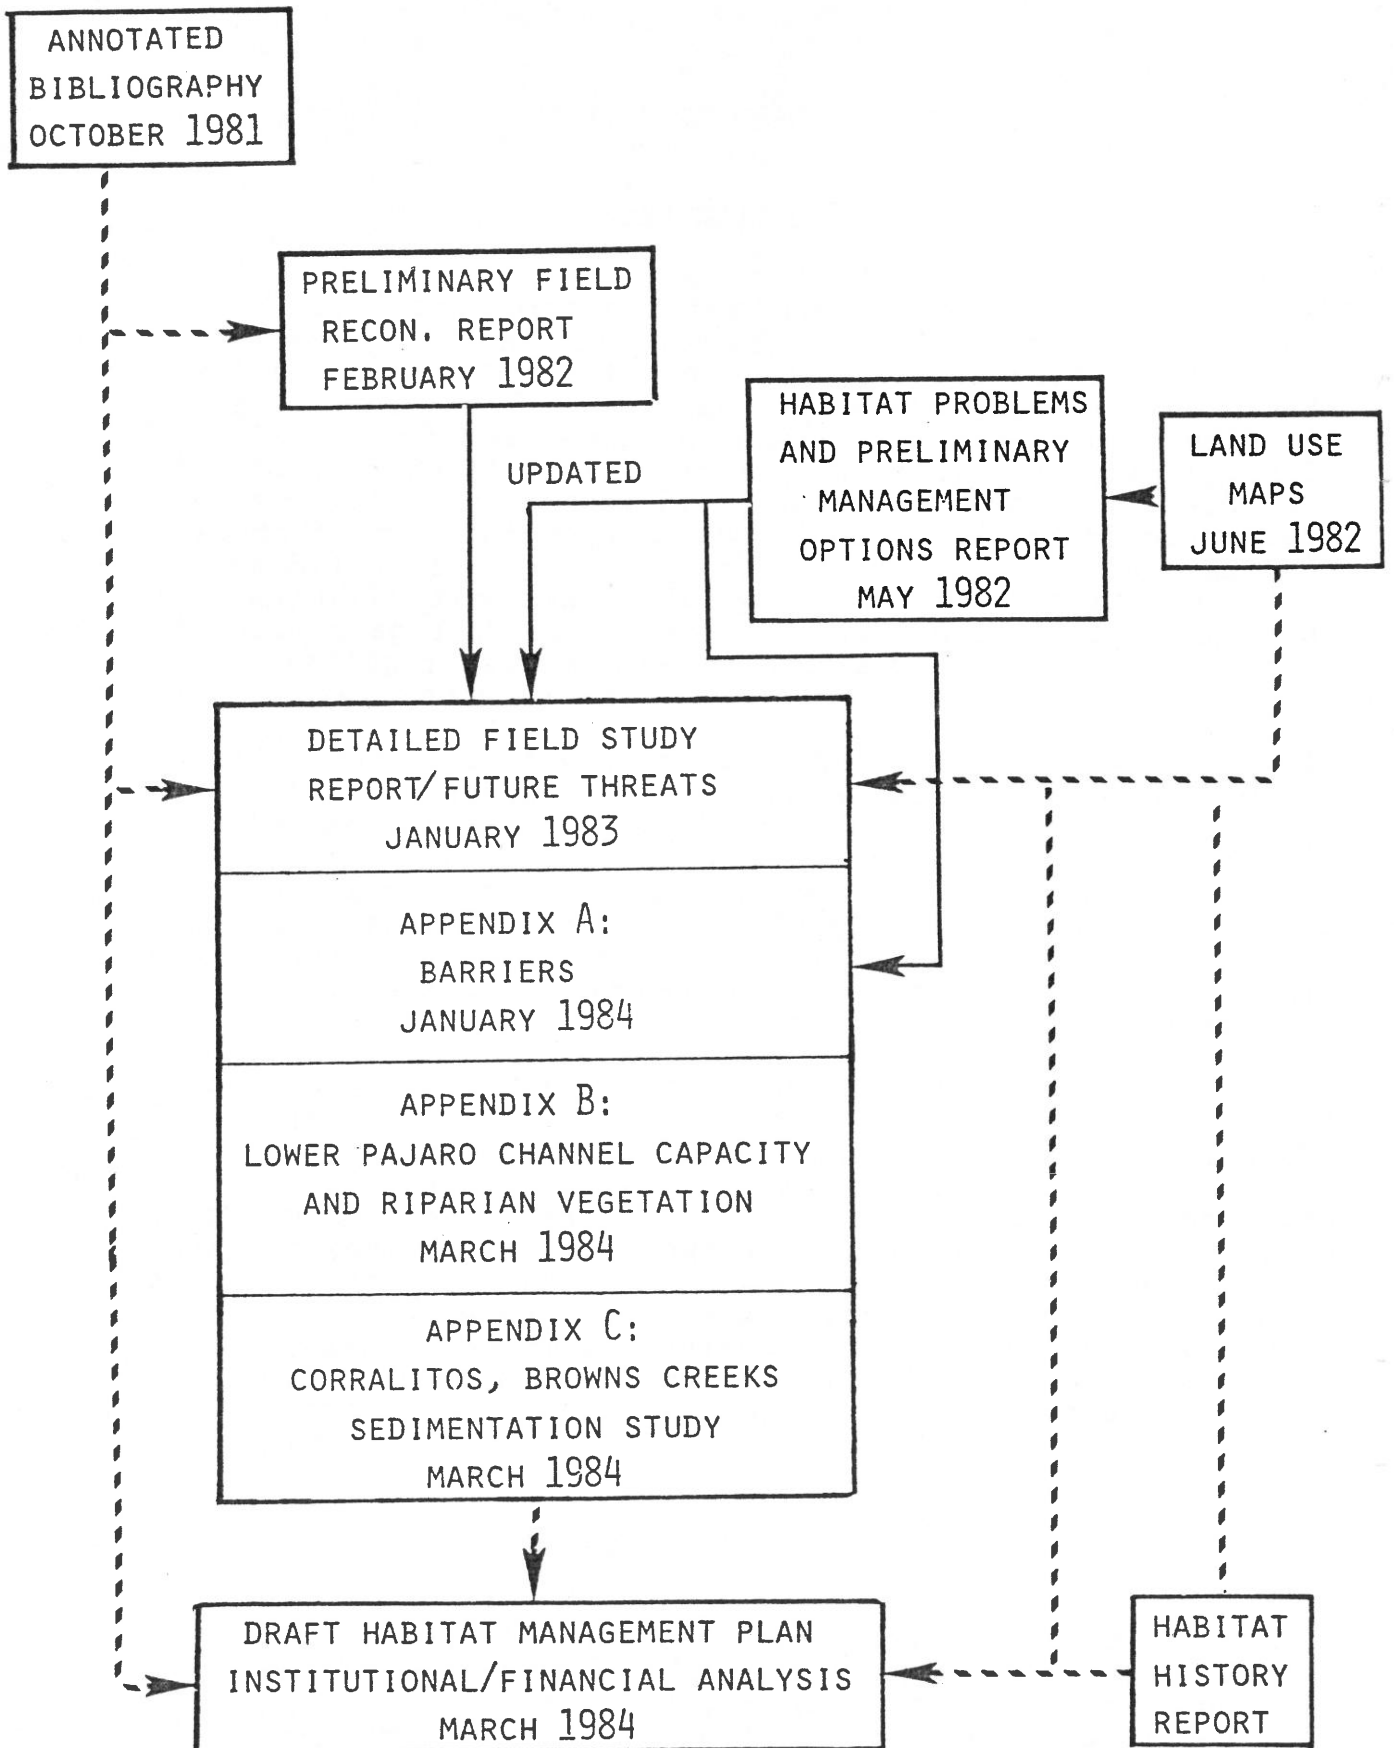 ANNOTATED
BIBLIOGRAPHY
OCTOBER 1981
PRELIMINARY FIELD
RECON. REPORT
FEBRUARY 1982
HABITAT PROBLEMS
AND PRELIMINARY
MANAGEMENT
OPTIONS REPORT
MAY 1982
LAND USE
MAPS
JUNE 1982
UPDATED
DETAILED FIELD STUDY
REPORT/FUTURE THREATS
JANUARY 1983
APPENDIX A:
BARRIERS
JANUARY 1984
APPENDIX B:
LOWER PAJARO CHANNEL CAPACITY
AND RIPARIAN VEGETATION
MARCH 1984
APPENDIX C:
CORRALITOS, BROWNS CREEKS
SEDIMENTATION STUDY
MARCH 1984
DRAFT HABITAT MANAGEMENT PLAN
INSTITUTIONAL/FINANCIAL ANALYSIS
MARCH 1984
HABITAT
HISTORY
REPORT